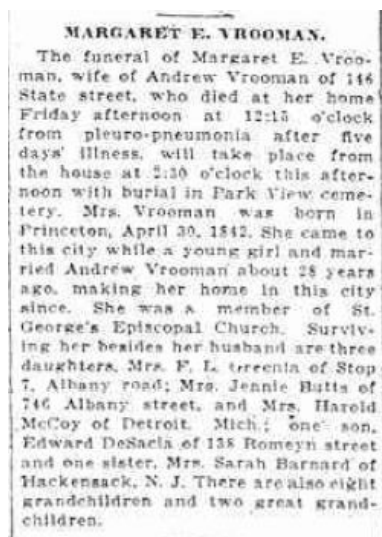 MARGARET E. VROOMAN.
The funeral of Margaret E. Vroo-
man, wife of Andrew Vrooman of 146
State street, who died at her home
Friday afternoon at 12:15 o'clock
from pleuro-pneumonia after five
days' illness, will take place from
the house at 2:30 o'clock this after-
noon with burial in Park View ceme-
tery. Mrs. Vrooman was born in
Princeton, April 30, 1842. She came to
this city while a young girl and mar-
ried Andrew Vrooman about 28 years
ago, making her home in this city
since. She was a member of St.
George's Episcopal Church. Surviv-
ing her besides her husband are three
daughters, Mrs. F. L. Greenia of Stop
7, Albany road; Mrs. Jennie Butts of
746 Albany street, and Mrs. Harold
McCoy of Detroit, Mich.; one son,
Edward DeSacia of 138 Romeyn street
and one sister, Mrs. Sarah Barnard of
Hackensack, N. J. There are also eight
grandchildren and two great grand-
children.